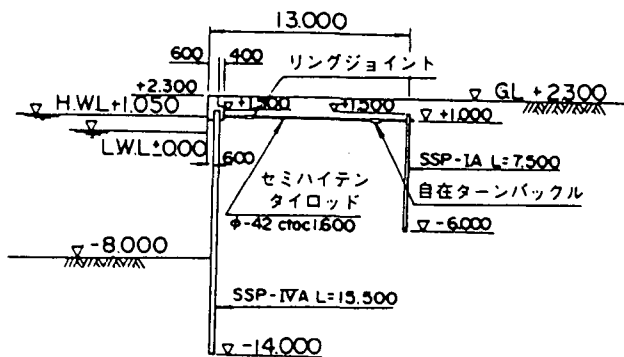 13.000
600
400
リングジョイント
+2.300
GL +2.300
H.W.L+1.050
+1.500
+1.500
+1.000
L.W.L±0.00
600
SSP-IA L=7.500
セミハイテン
タイロッド
自在ターンバックル
φ-42 ctoc1.600
-6.000
-8.000
SSP-IVA L=15.500
-14.000